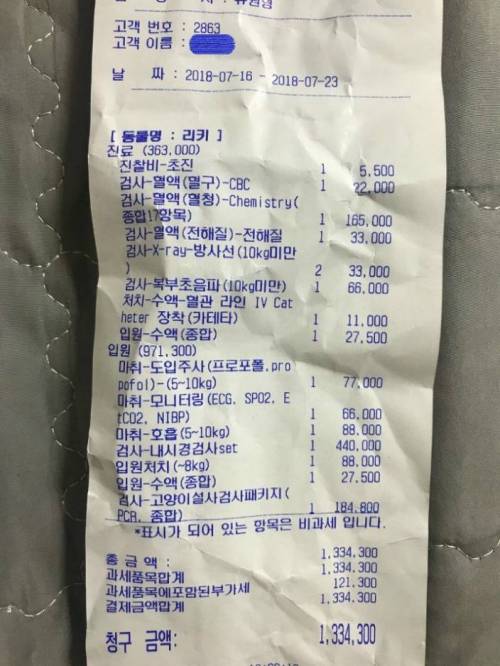 고객 번호 : 2863
고객 이름 :
날 짜 : 2018-07-16 - 2018-07-23
[ 동물명 : 리키 ]
진료 (363,000)
진찰비-초진 1 5,500
검사-혈액(혈구)-CBC 1 22,000
검사-혈액(혈청)-Chemistry(
종합!7항목) 1 165,000
검사-혈액(전해질)-전해질 1 33,000
검사-X-ray-방사선(10kg미만
) 2 33,000
검사-복부초음파(10kg미만) 1 66,000
처치-수액-혈관 라인 IV Cat
heter 장착(카테타) 1 11,000
입원-수액(종합) 1 27,500
입원 (971,300)
마취-도입주사(프로포폴,pro
pofol)-(5~10kg) 1 77,000
마취-모니터링(ECG, SPO2, E
tCO2, NIBP) 1 66,000
마취-호흡(5~10kg) 1 88,000
검사-내시경검사set 1 440,000
입원처치(~8kg) 1 88,000
입원-수액(종합) 1 27,500
검사-고양이설사검사패키지(
PCR, 종합) 1 184,800
*표시가 되어 있는 항목은 비과세 입니다.
총 금액 : 1,334,300
과세품목합계 1,334,300
과세품목에포함된부가세 121,300
결제금액합계 1,334,300
청구 금액: 1,334,300